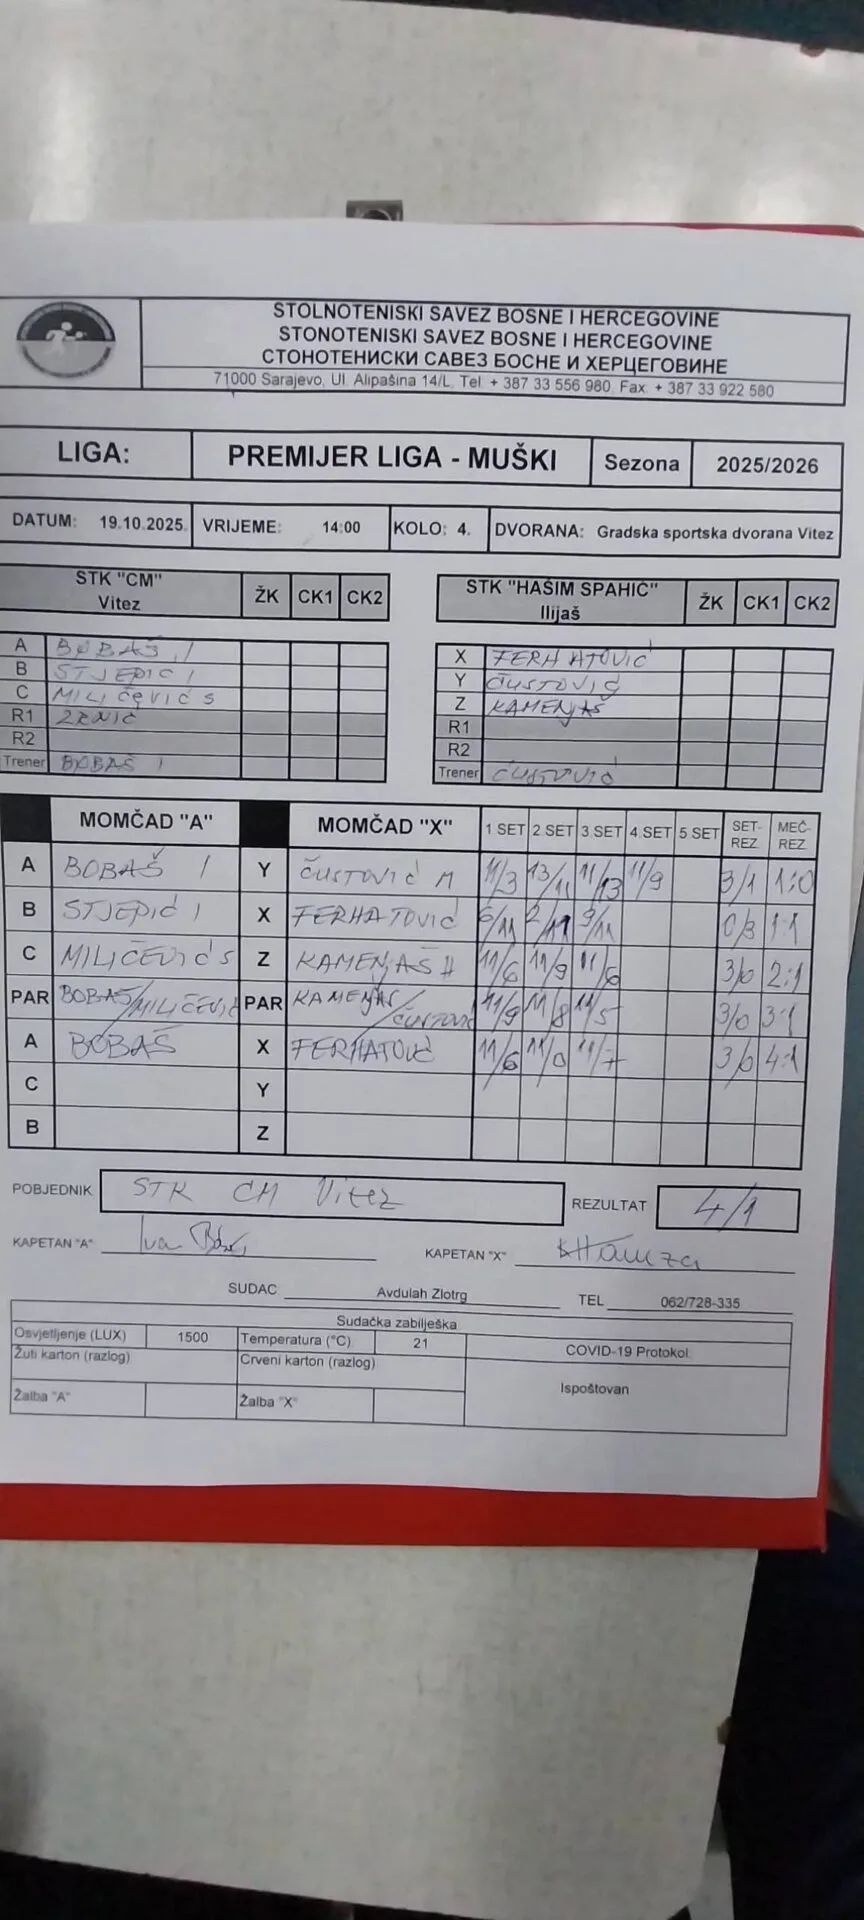 STOLNOTENISKI SAVEZ BOSNE I HERCEGOVINE
STONOTENISKI SAVEZ BOSNE I HERCEGOVINE
СТОНОТЕНИСКИ САВЕЗ БОСНЕ И ХЕРЦЕГОВИНЕ
71000 Sarajevo, Ul. Alipašina 14/L, Tel. + 387 33 556 980, Fax. + 387 33 922 580
LIGA: PREMIJER LIGA - MUŠKI Sezona 2025/2026
DATUM: 19.10.2025. VRIJEME: 14:00 KOLO: 4. DVORANA: Gradska sportska dvorana Vitez
STK "CM" Vitez ŽK CK1 CK2
A BOBAŠ I
B STJEPIĆ I
C MILIČEVIĆ S
R1 ZRNIĆ
R2
Trener BOBAŠ I
STK "HAŠIM SPAHIĆ" Ilijaš ŽK CK1 CK2
X FERHATOVIĆ
Y ČUSTOVIĆ
Z KAMENJAŠ
R1
R2
Trener ČUSTOVIĆ
MOMČAD "A" MOMČAD "X" 1.SET 2.SET 3.SET 4.SET 5.SET SET-REZ. MEČ-REZ.
A BOBAŠ I Y ČUSTOVIĆ M 11/3 13/11 11/13 11/9 3/1 1:0
B STJEPIĆ I X FERHATOVIĆ 6/11 2/11 9/11 0/3 1:1
C MILIČEVIĆ S Z KAMENJAŠ H 11/6 11/9 11/6 3/0 2:1
PAR BOBAŠ/MILIČEVIĆ PAR KAMENJAŠ/ČUSTOVIĆ 11/9 11/8 11/5 3/0 3:1
A BOBAŠ X FERHATOVIĆ 11/6 11/0 11/7 3/0 4:1
C Y
B Z
POBJEDNIK STK CM Vitez REZULTAT 4/1
KAPETAN "A" KAPETAN "X" Hamza
SUDAC Avdulah Zlotrg TEL 062/728-335
Sudačka zabilješka
Osvjetljenje (LUX) 1500 Temperatura (°C) 21 COVID-19 Protokol
Žuti karton (razlog) Crveni karton (razlog) Ispoštovan
Žalba "A" Žalba "X"